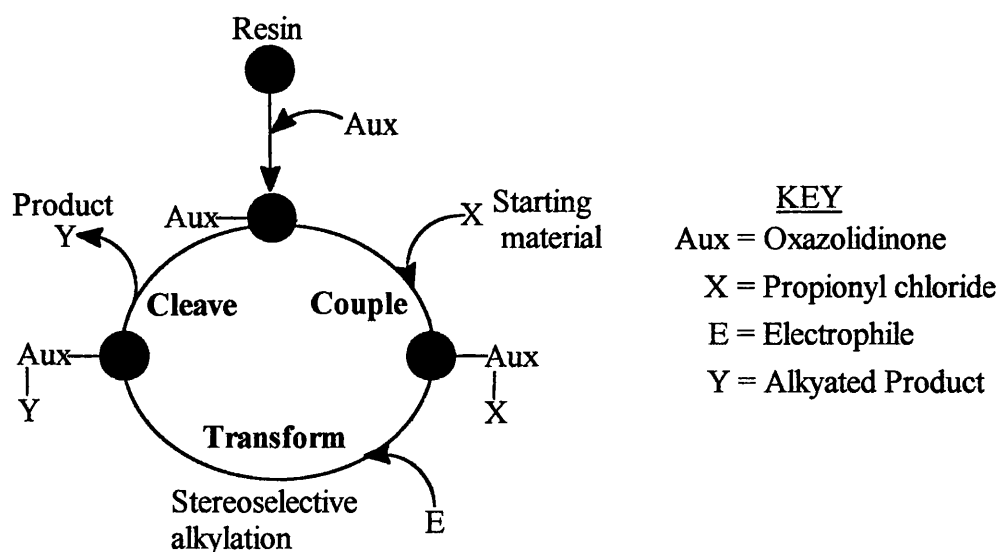 Resin
Aux
Product
Y
Aux
X
Starting
material
Cleave
Couple
Aux
Y
Aux
X
Transform
Stereoselective
alkylation
E
KEY
Aux = Oxazolidinone
X = Propionyl chloride
E = Electrophile
Y = Alkyated Product